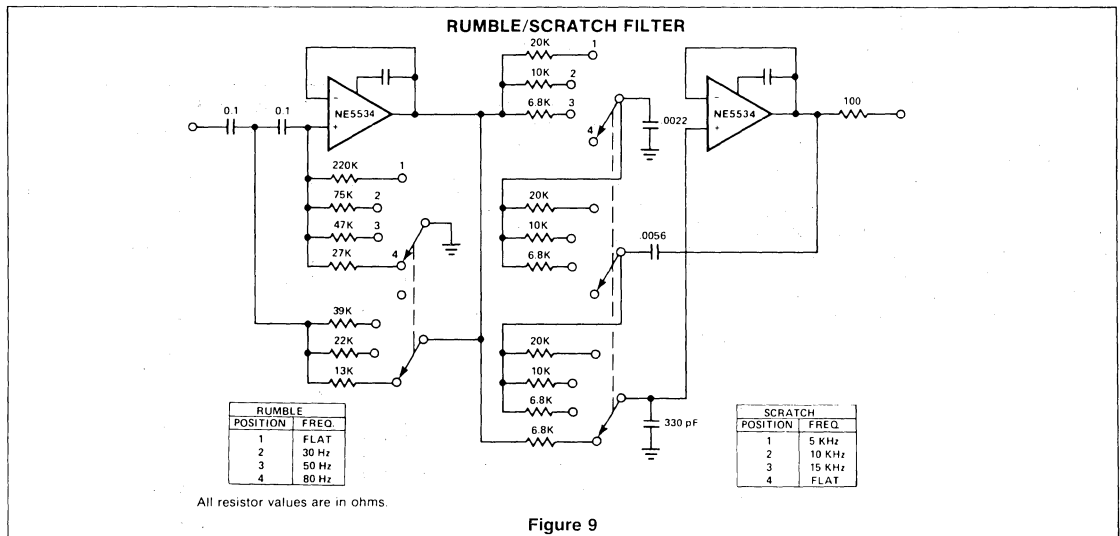 RUMBLE/SCRATCH FILTER
20K
1
10K
2
6.8K
3
4
.0022
0.1
0.1
NE5534
-
+
NE5534
-
+
100
220K
1
75K
2
47K
3
27K
4
39K
22K
13K
20K
10K
6.8K
.0056
20K
10K
6.8K
6.8K
330 pF
RUMBLE
POSITION FREQ.
1 FLAT
2 30 Hz
3 50 Hz
4 80 Hz
SCRATCH
POSITION FREQ
1 5 KHz
2 10 KHz
3 15 KHz
4 FLAT
All resistor values are in ohms.
Figure 9